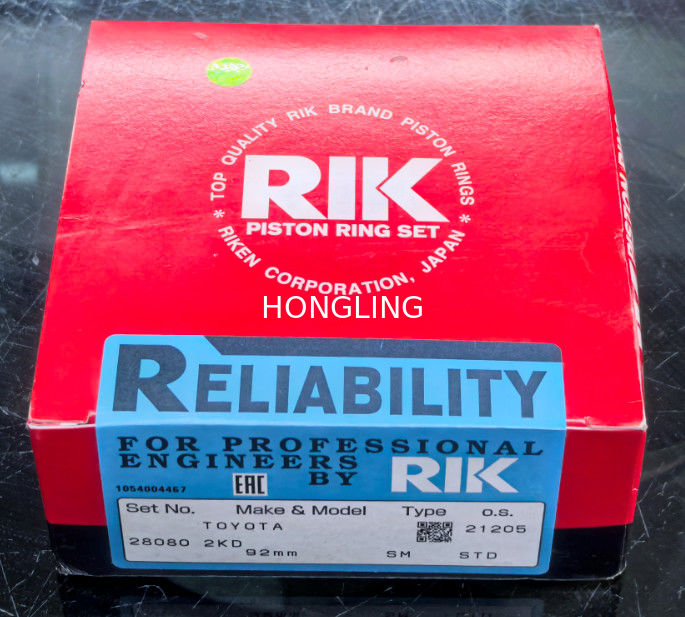 * TOP QUALITY RIK BRAND PISTON RINGS *
RIK
PISTON RING SET
RIKEN CORPORATION, JAPAN
HONGLING
RELIABILITY
FOR PROFESSIONAL
ENGINEERS
BY RIK
1054004467
EAC
Set No. Make & Model Type o.s.
TOYOTA 21205
28080 2KD
92mm SM STD